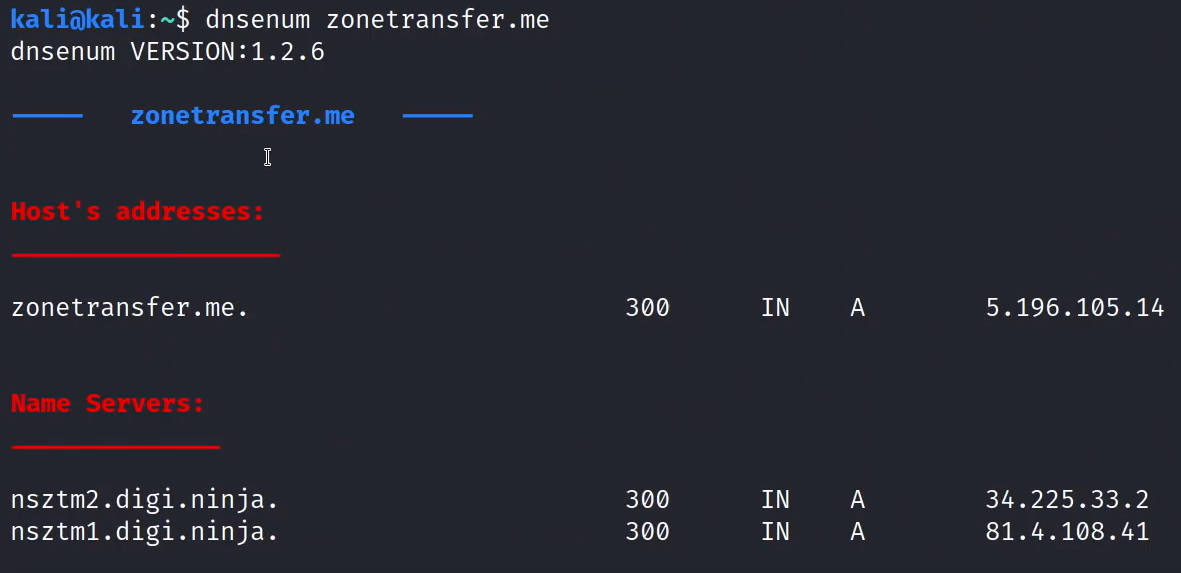 kali@kali:~$ dnsenum zonetransfer.me
dnsenum VERSION:1.2.6
----- zonetransfer.me -----
Host's addresses:
zonetransfer.me. 300 IN A 5.196.105.14
Name Servers:
nsztm2.digi.ninja. 300 IN A 34.225.33.2
nsztm1.digi.ninja. 300 IN A 81.4.108.41